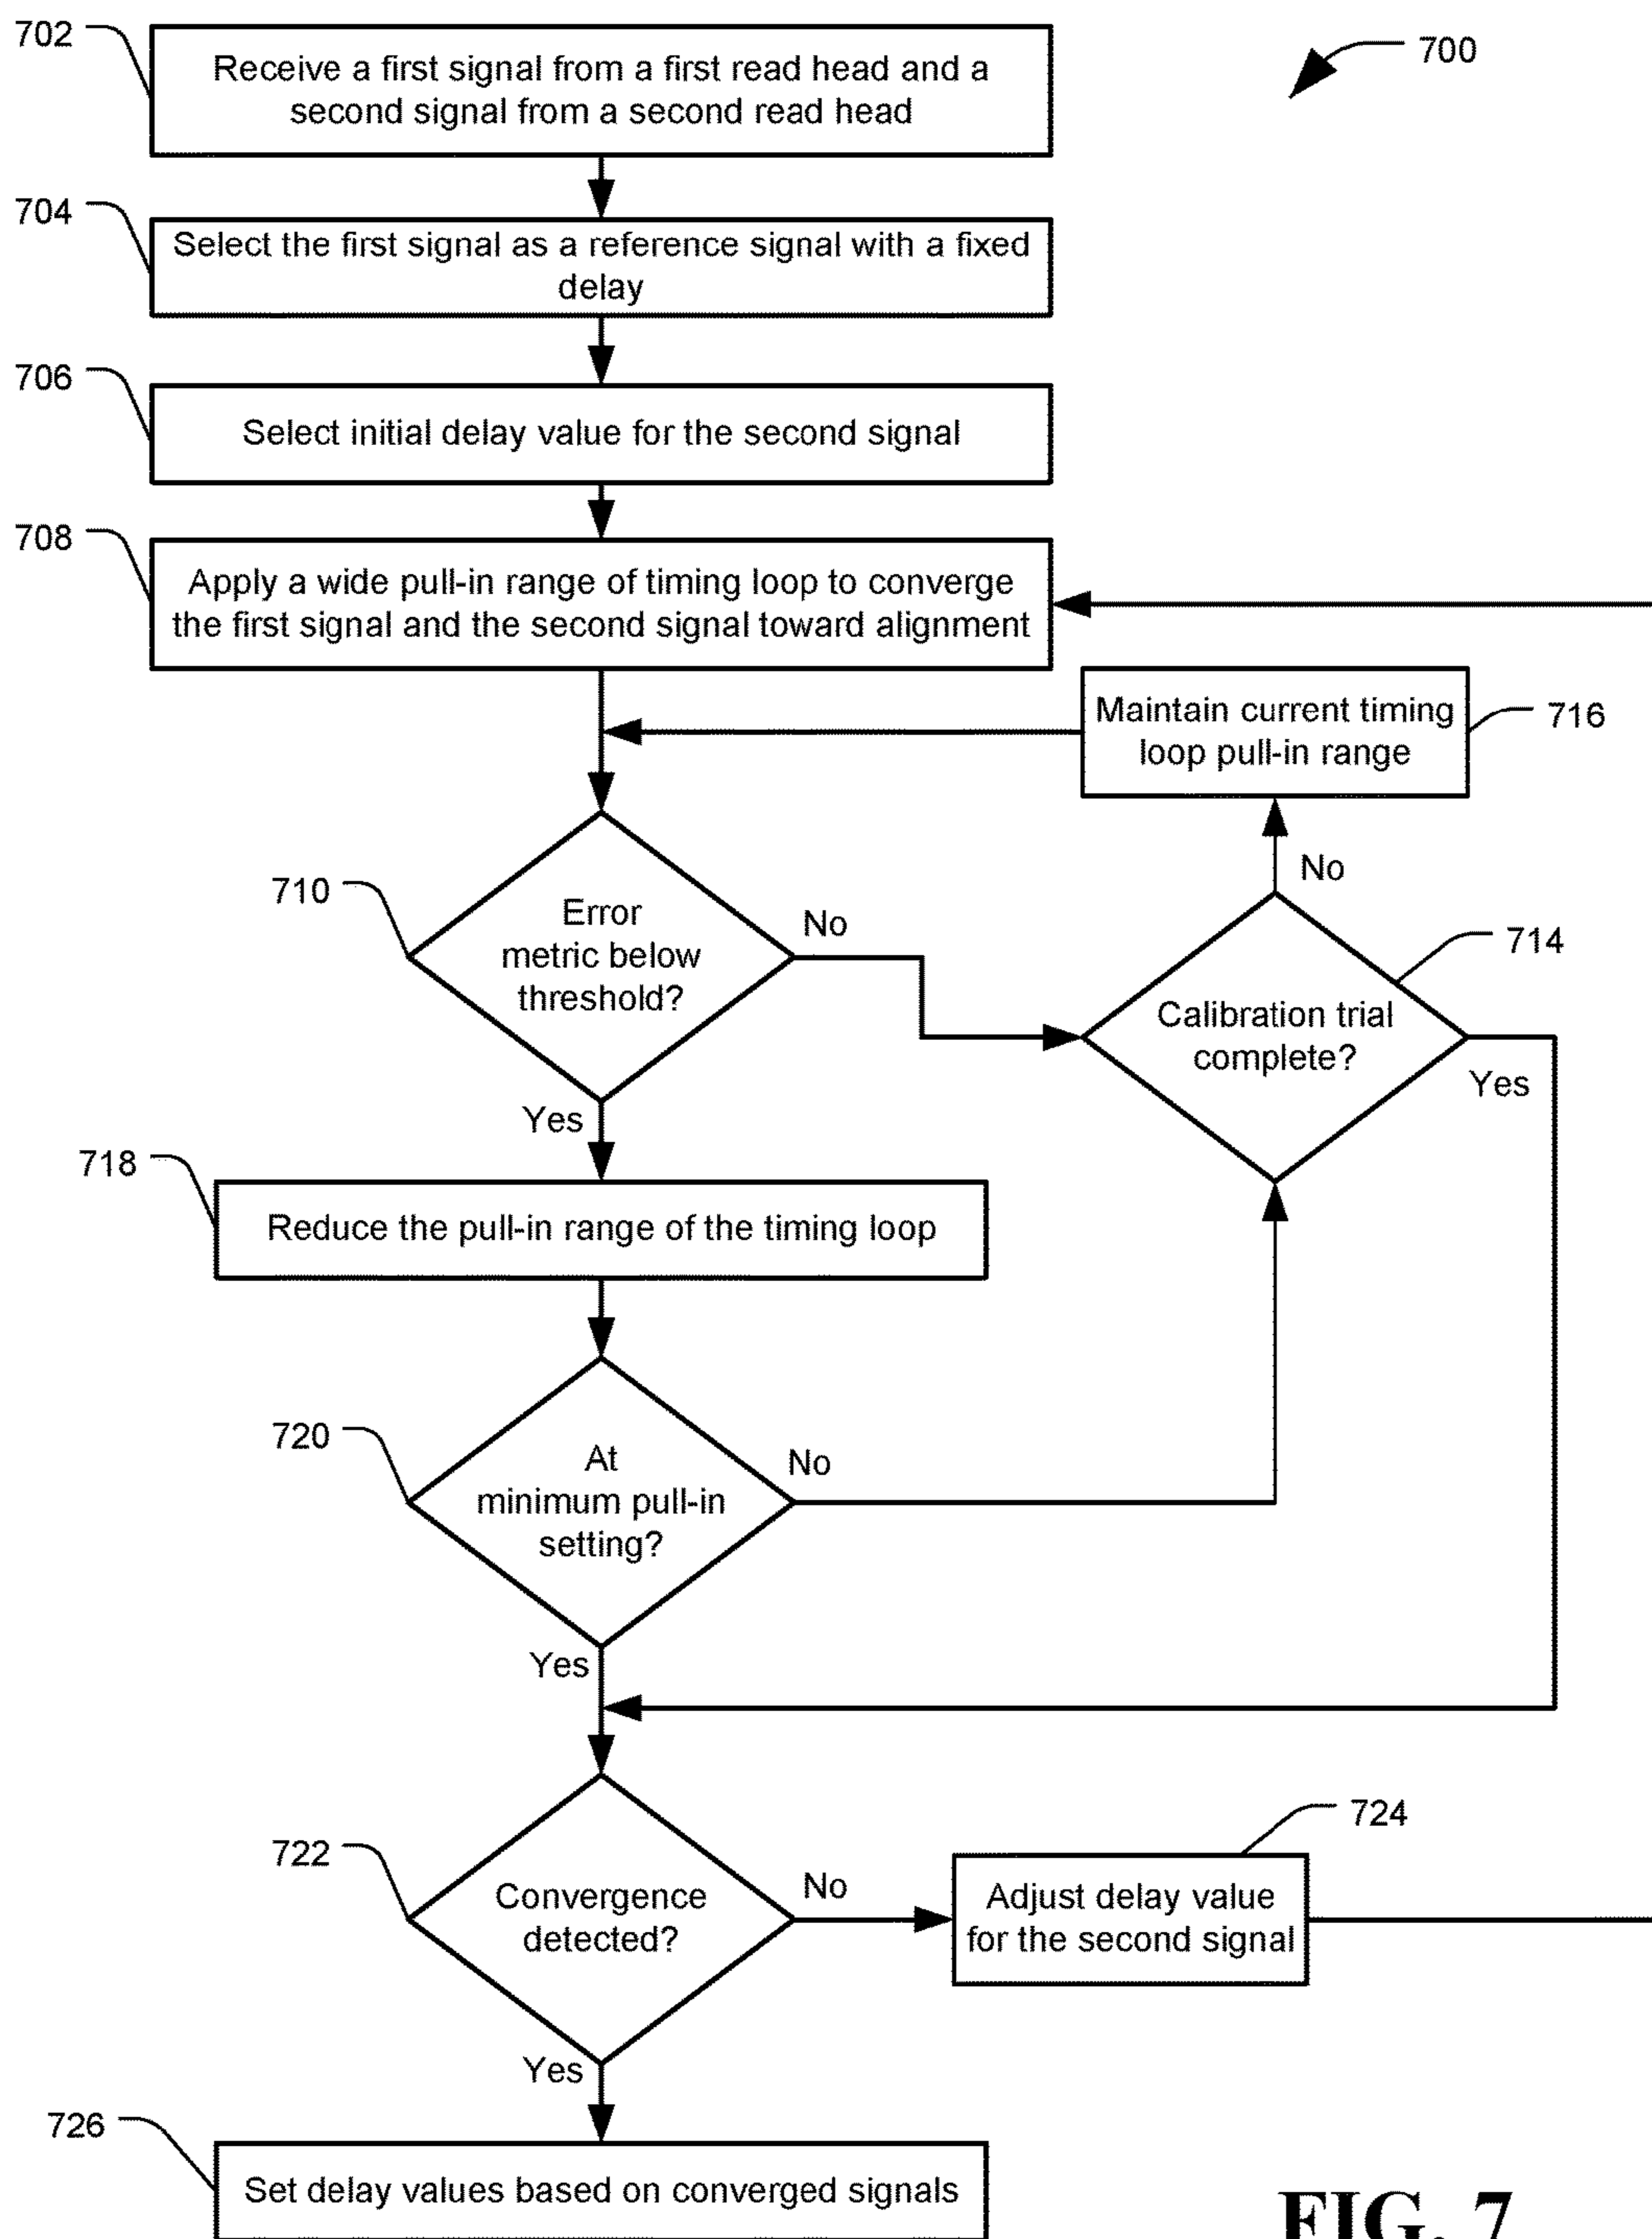 702
Receive a first signal from a first read head and a
second signal from a second read head
700
704
Select the first signal as a reference signal with a fixed
delay
706
Select initial delay value for the second signal
708
Apply a wide pull-in range of timing loop to converge
the first signal and the second signal toward alignment
Maintain current timing
loop pull-in range
716
No
710
Error
metric below
threshold?
No
714
Calibration trial
complete?
Yes
Yes
718
Reduce the pull-in range of the timing loop
720
At
minimum pull-in
setting?
No
Yes
722
Convergence
detected?
No
724
Adjust delay value
for the second signal
Yes
726
Set delay values based on converged signals
FIG. 7